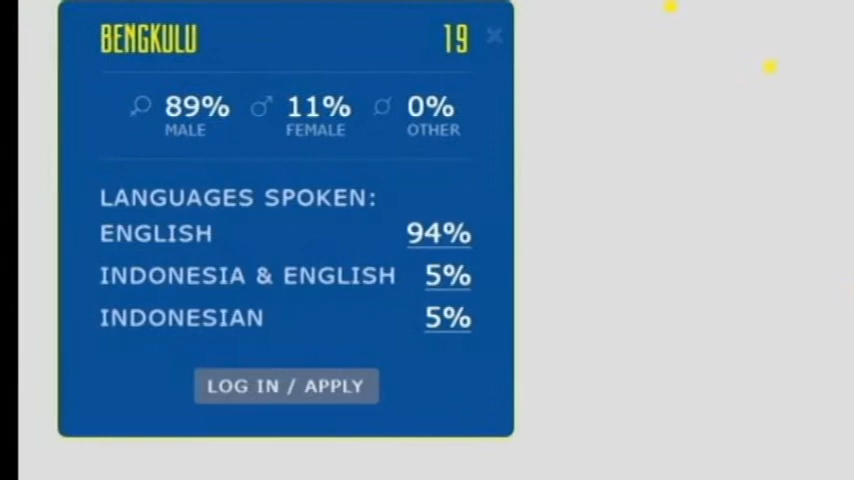 BENGKULU 19
89% 11% 0%
MALE FEMALE OTHER
LANGUAGES SPOKEN:
ENGLISH 94%
INDONESIA & ENGLISH 5%
INDONESIAN 5%
LOG IN / APPLY